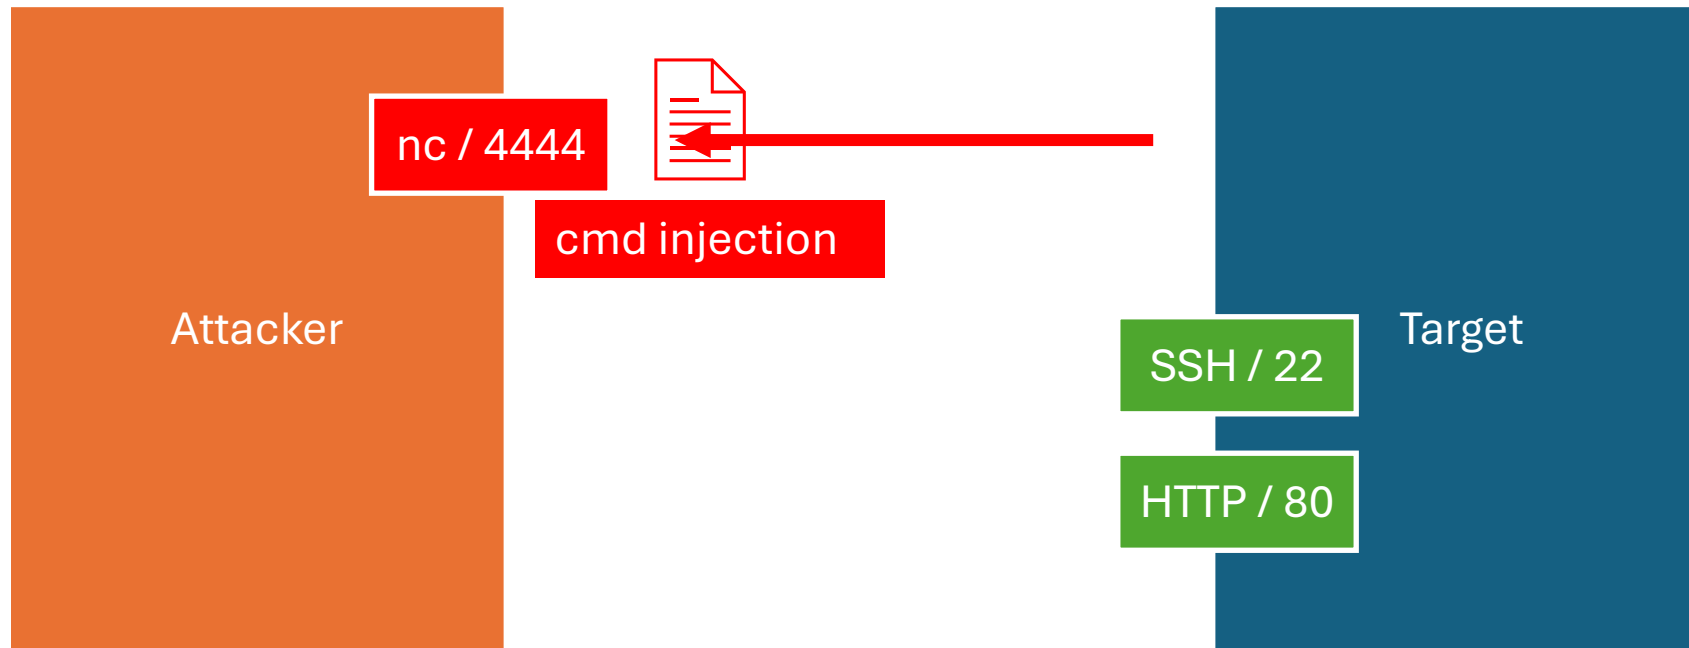 nc / 4444
cmd injection
Attacker
Target
SSH / 22
HTTP / 80